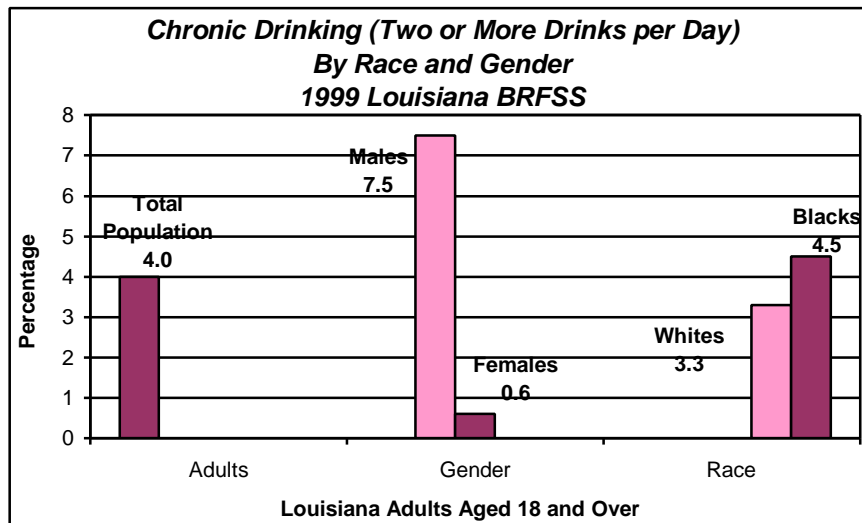 Chronic Drinking (Two or More Drinks per Day)
By Race and Gender
1999 Louisiana BRFSS
Percentage
8
7
6
5
4
3
2
1
0
Total
Population
4.0
Males
7.5
Females
0.6
Whites
3.3
Blacks
4.5
Adults
Gender
Race
Louisiana Adults Aged 18 and Over